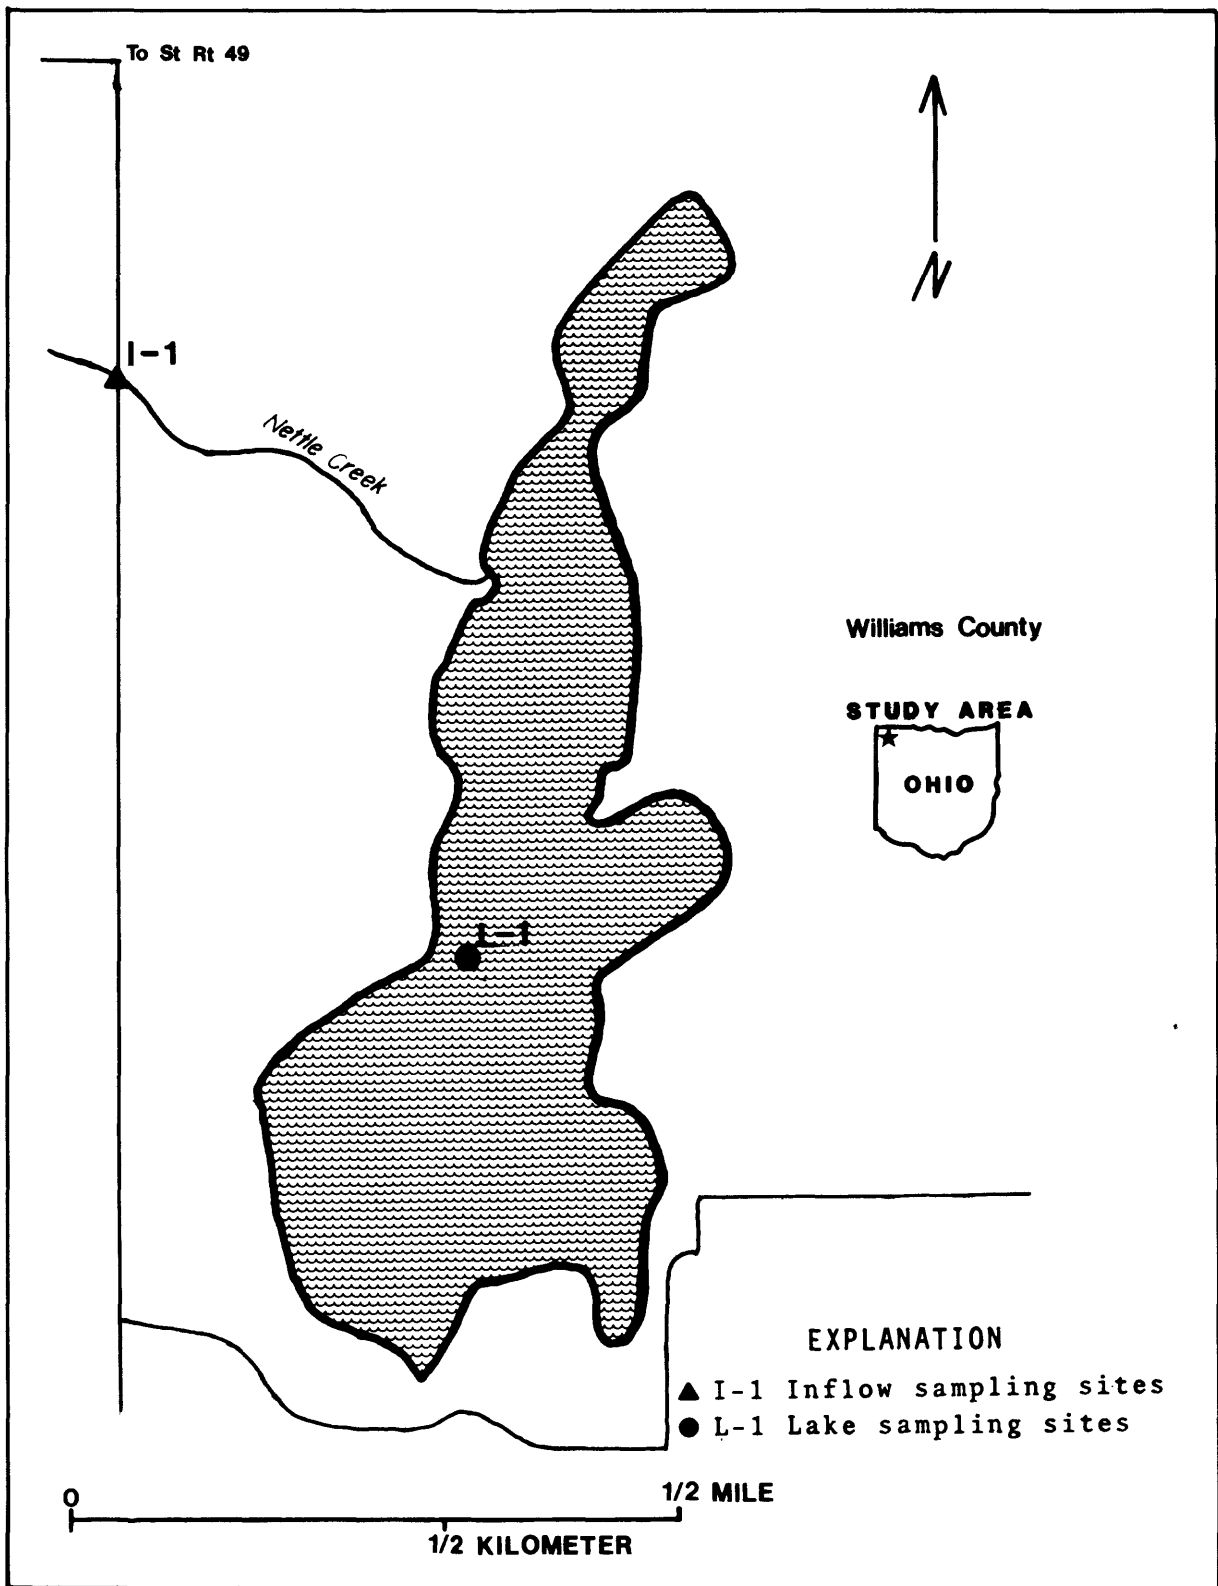 To St Rt 49
N
I-1
Nettle Creek
Williams County
STUDY AREA
OHIO
L-1
EXPLANATION
I-1 Inflow sampling sites
L-1 Lake sampling sites
0
1/2 MILE
1/2 KILOMETER